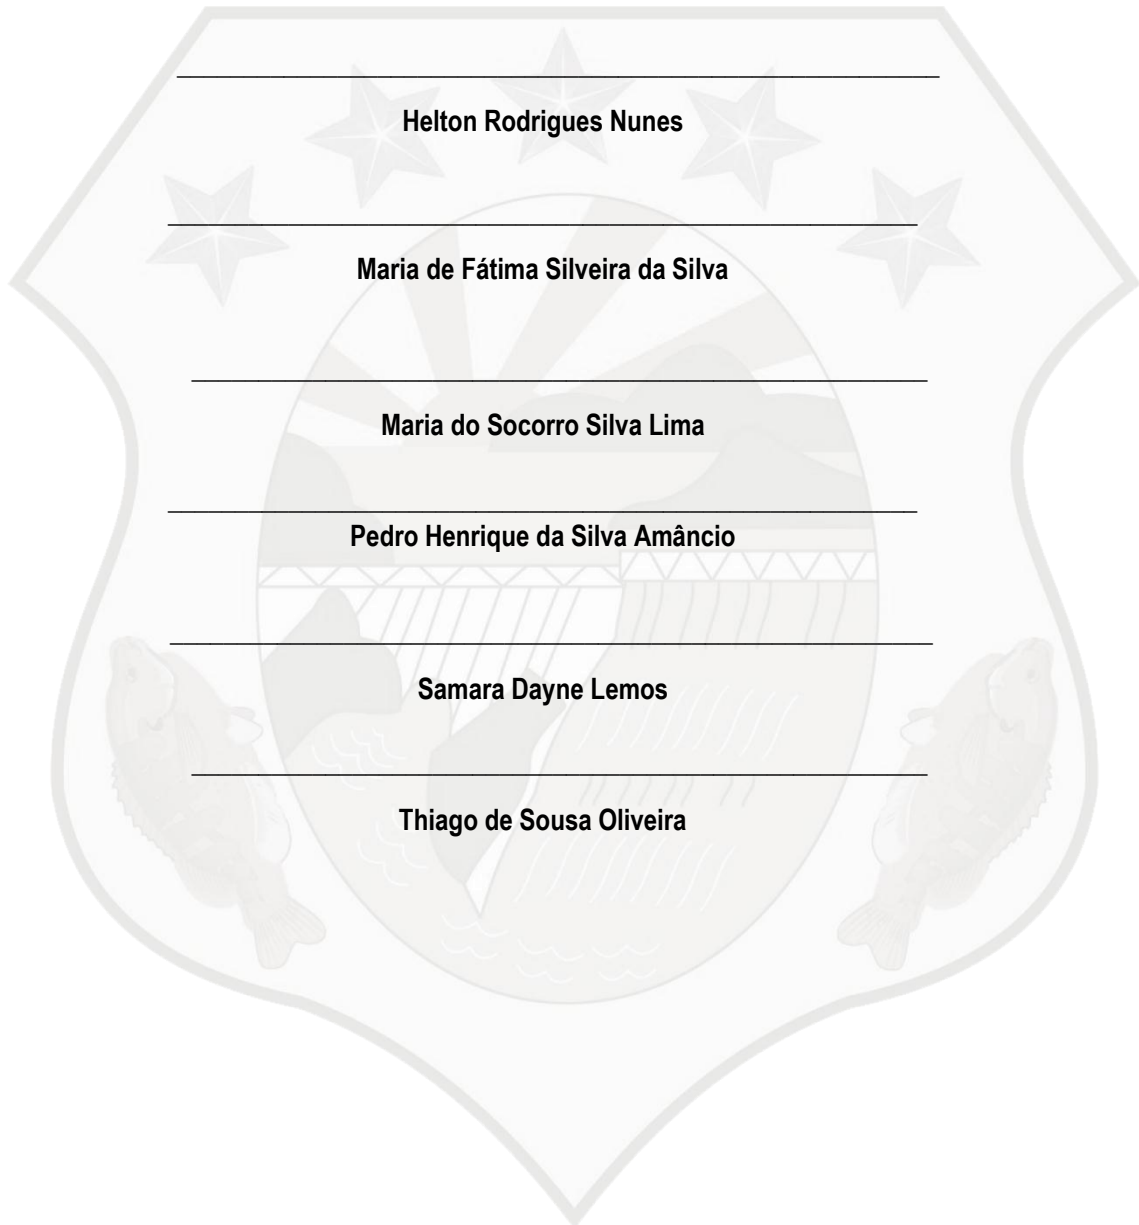 Helton Rodrigues Nunes
Maria de Fátima Silveira da Silva
Maria do Socorro Silva Lima
Pedro Henrique da Silva Amâncio
Samara Dayne Lemos
Thiago de Sousa Oliveira